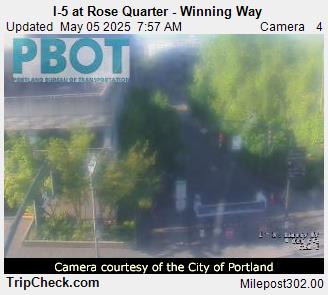 I-5 at Rose Quarter - Winning Way
Updated May 05 2025 7:57 AM Camera 4
PBOT
PORTLAND BUREAU OF TRANSPORTATION
Camera courtesy of the City of Portland
TripCheck.com Milepost302.00